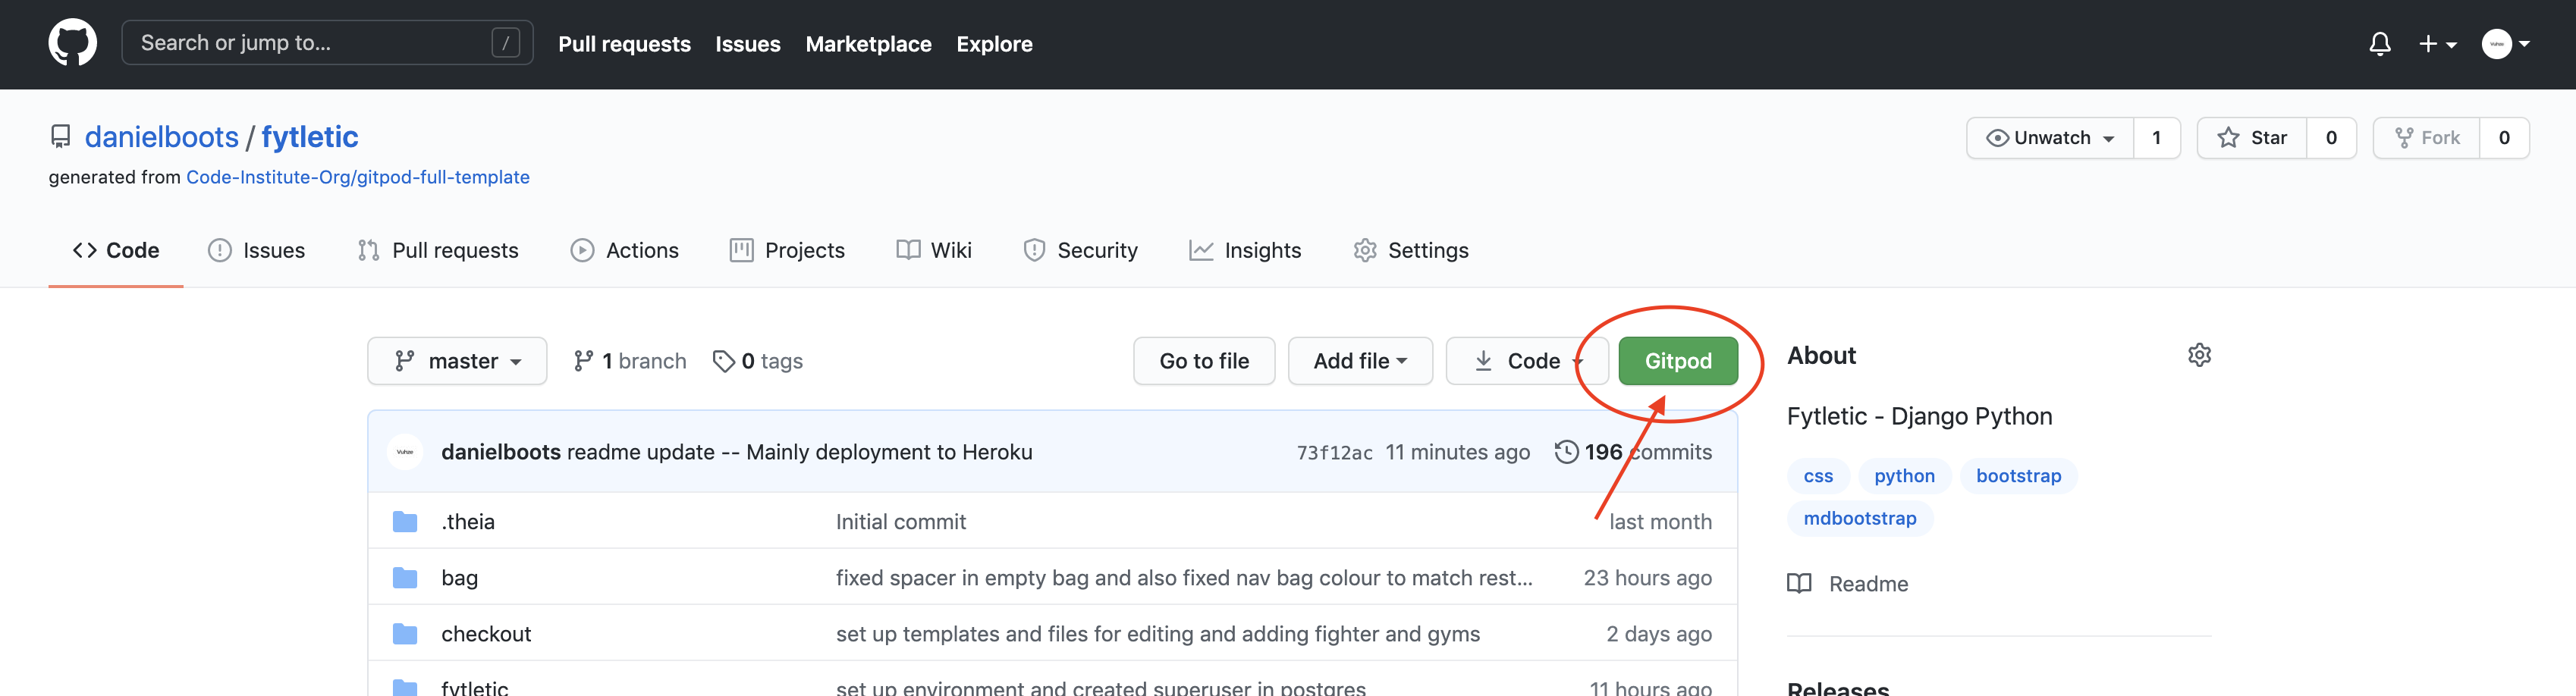 Search or jump to... / Pull requests Issues Marketplace Explore
danielboots / fytletic Unwatch 1 Star 0 Fork 0
generated from Code-Institute-Org/gitpod-full-template
<> Code Issues Pull requests Actions Projects Wiki Security Insights Settings
master 1 branch 0 tags Go to file Add file Code Gitpod
About
Fytletic - Django Python
danielboots readme update -- Mainly deployment to Heroku 73f12ac 11 minutes ago 196 commits
css python bootstrap
mdbootstrap
.theia Initial commit last month
bag fixed spacer in empty bag and also fixed nav bag colour to match rest... 23 hours ago
Readme
checkout set up templates and files for editing and adding fighter and gyms 2 days ago
fytletic set up environment and created superuser in postgres 11 hours ago
Releases